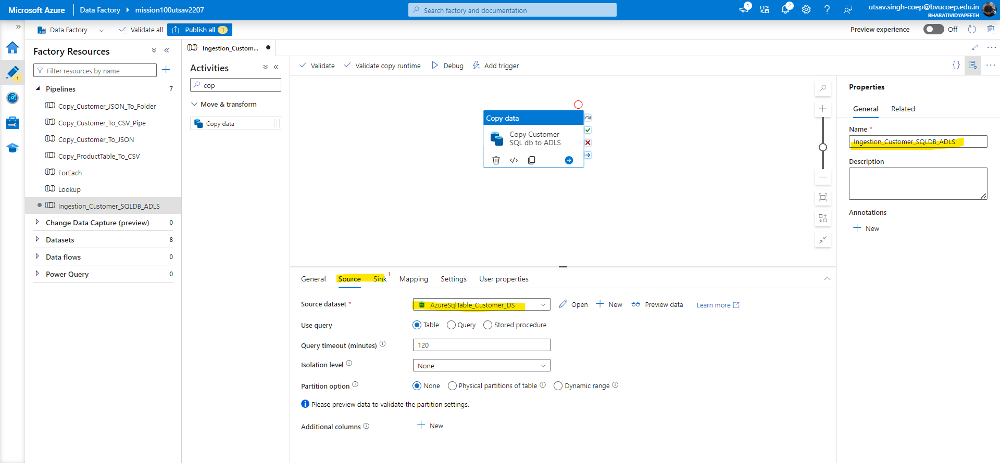 Microsoft Azure
Data Factory
mission100utsav2207
Search factory and documentation
1
2
utsav.singh-coep@bvucoep.edu.in
BHARATIVIDYAPEETH
Data Factory
Validate all
Publish all 1
Preview experience
Off
1
Factory Resources
Filter resources by name
Pipelines 7
Copy_Customer_JSON_To_Folder
Copy_Customer_To_CSV_Pipe
Copy_Customer_To_JSON
Copy_ProductTable_To_CSV
ForEach
Lookup
Ingestion_Customer_SQLDB_ADLS
Change Data Capture (preview) 0
Datasets 8
Data flows 0
Power Query 0
Ingestion_Custom...
Activities
cop
Move & transform
Copy data
Validate
Validate copy runtime
Debug
Add trigger
Copy data
Copy Customer
SQL db to ADLS
General
Source
Sink 1
Mapping
Settings
User properties
Source dataset *
AzureSqlTable_Customer_DS
Open
New
Preview data
Learn more
Use query
Table
Query
Stored procedure
Query timeout (minutes)
120
Isolation level
None
Partition option
None
Physical partitions of table
Dynamic range
Please preview data to validate the partition settings.
Additional columns
New
Properties
General
Related
Name *
Ingestion_Customer_SQLDB_ADLS
Description
Annotations
New